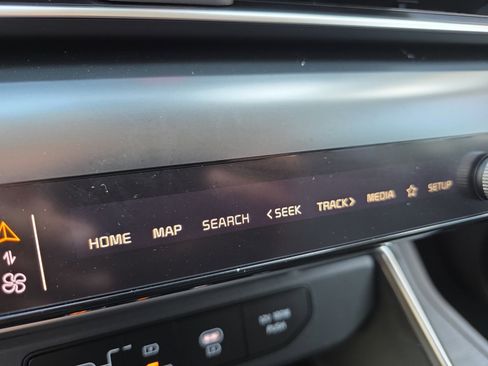 HOME MAP SEARCH <SEEK TRACK> MEDIA ☆ SETUP